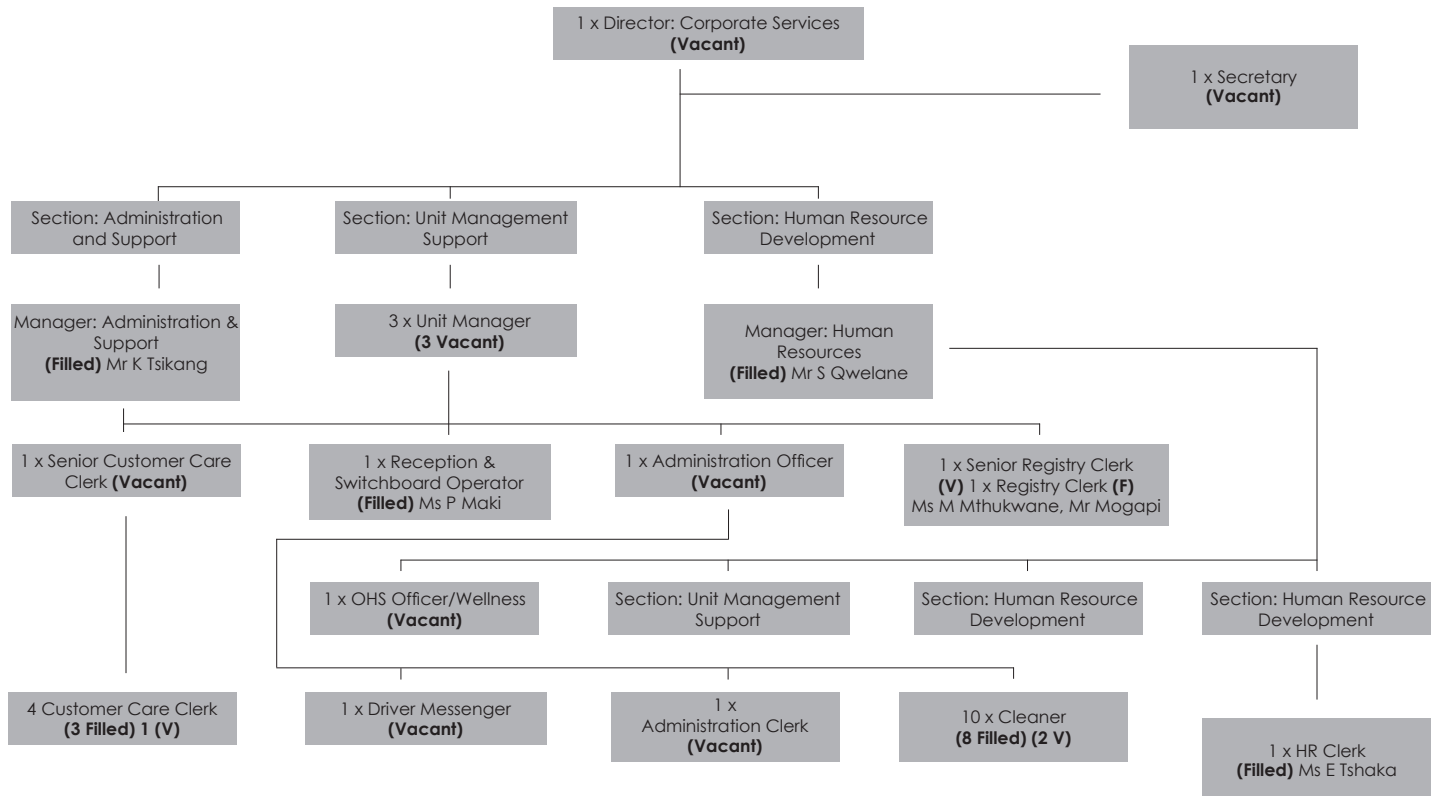 1 x Director: Corporate Services
(Vacant)
1 x Secretary
(Vacant)
Section: Administration
and Support
Section: Unit Management
Support
Section: Human Resource
Development
Manager: Administration &
Support
(Filled) Mr K Tsikang
3 x Unit Manager
(3 Vacant)
Manager: Human
Resources
(Filled) Mr S Qwelane
1 x Senior Customer Care
Clerk (Vacant)
1 x Reception &
Switchboard Operator
(Filled) Ms P Maki
1 x Administration Officer
(Vacant)
1 x Senior Registry Clerk
(V) 1 x Registry Clerk (F)
Ms M Mthukwane, Mr Mogapi
1 x OHS Officer/Wellness
(Vacant)
Section: Unit Management
Support
Section: Human Resource
Development
Section: Human Resource
Development
4 Customer Care Clerk
(3 Filled) 1 (V)
1 x Driver Messenger
(Vacant)
1 x
Administration Clerk
(Vacant)
10 x Cleaner
(8 Filled) (2 V)
1 x HR Clerk
(Filled) Ms E Tshaka